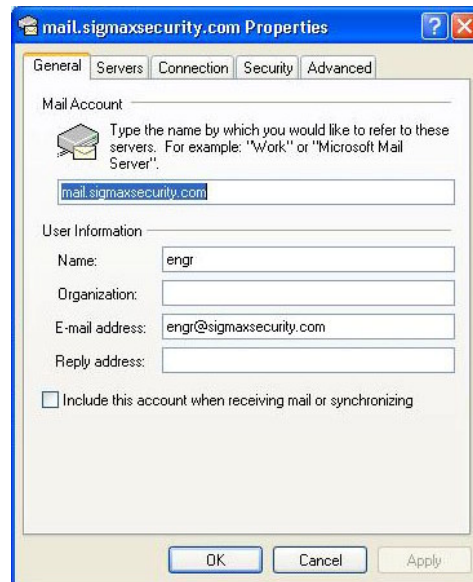 mail.sigmaxsecurity.com Properties
General Servers Connection Security Advanced
Mail Account
Type the name by which you would like to refer to these
servers. For example: "Work" or "Microsoft Mail
Server".
mail.sigmaxsecurity.com
User Information
Name: engr
Organization:
E-mail address: engr@sigmaxsecurity.com
Reply address:
Include this account when receiving mail or synchronizing
OK Cancel Apply